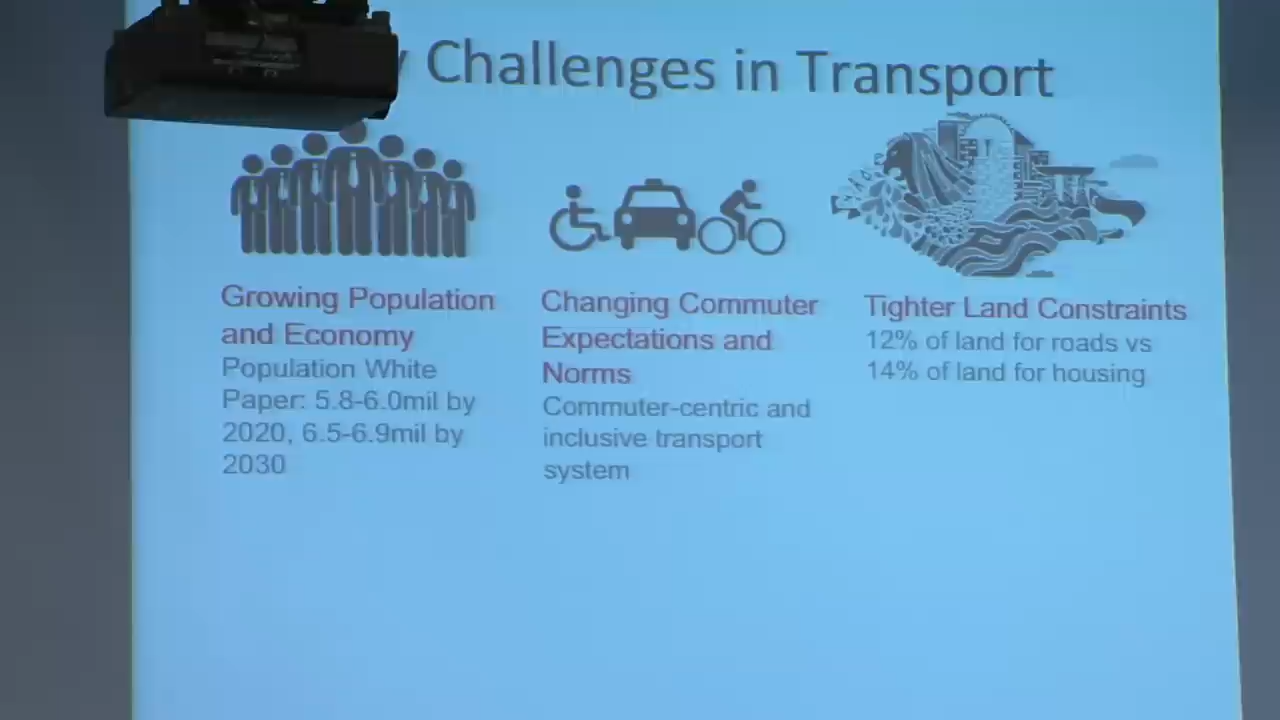 Challenges in Transport
Growing Population
and Economy
Population White
Paper: 5.8-6.0mil by
2020, 6.5-6.9mil by
2030
Changing Commuter
Expectations and
Norms
Commuter-centric and
inclusive transport
system
Tighter Land Constraints
12% of land for roads vs
14% of land for housing